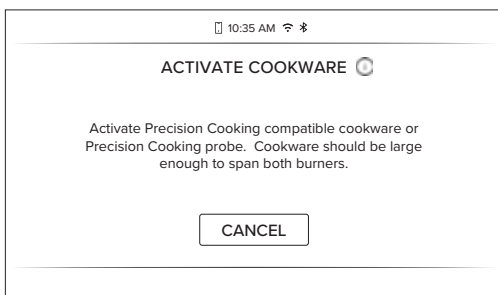 10:35 AM
ACTIVATE COOKWARE
Activate Precision Cooking compatible cookware or
Precision Cooking probe. Cookware should be large
enough to span both burners.
CANCEL